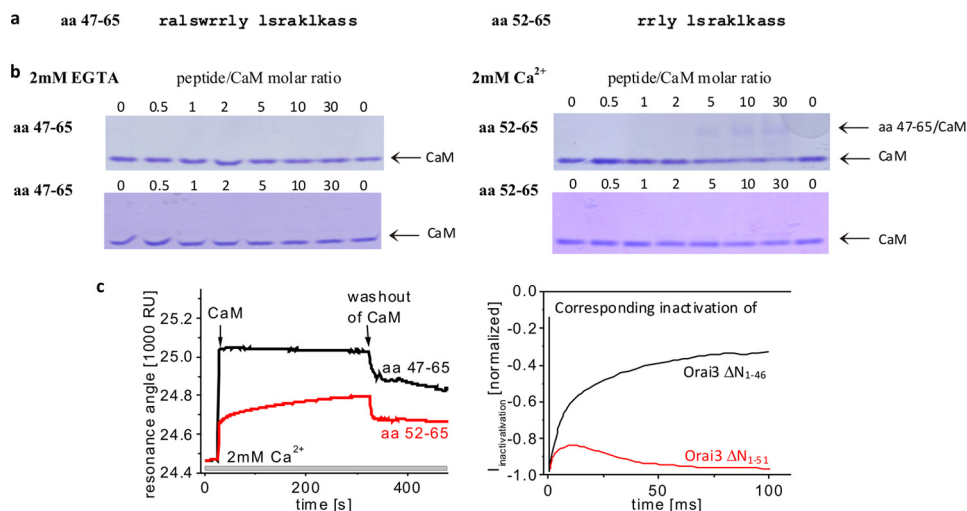 a aa 47-65 ralswrrly lsraklkass aa 52-65 rrly lsraklkass
b
2mM EGTA peptide/CaM molar ratio
0 0.5 1 2 5 10 30 0
aa 47-65
CaM
0 0.5 1 2 5 10 30 0
aa 47-65
CaM
2mM Ca2+ peptide/CaM molar ratio
0 0.5 1 2 5 10 30 0
aa 52-65
aa 47-65/CaM
CaM
0 0.5 1 2 5 10 30 0
aa 52-65
CaM
c
resonance angle [1000 RU]
25.2
25.0
24.8
24.6
24.4
CaM
washout
of CaM
aa 47-65
aa 52-65
2mM Ca2+
0 200 400
time [s]
Iinactivativation [normalized]
0.0
-0.2
-0.4
-0.6
-0.8
-1.0
Corresponding inactivation of
Orai3 ΔN1-46
Orai3 ΔN1-51
0 50 100
time [ms]